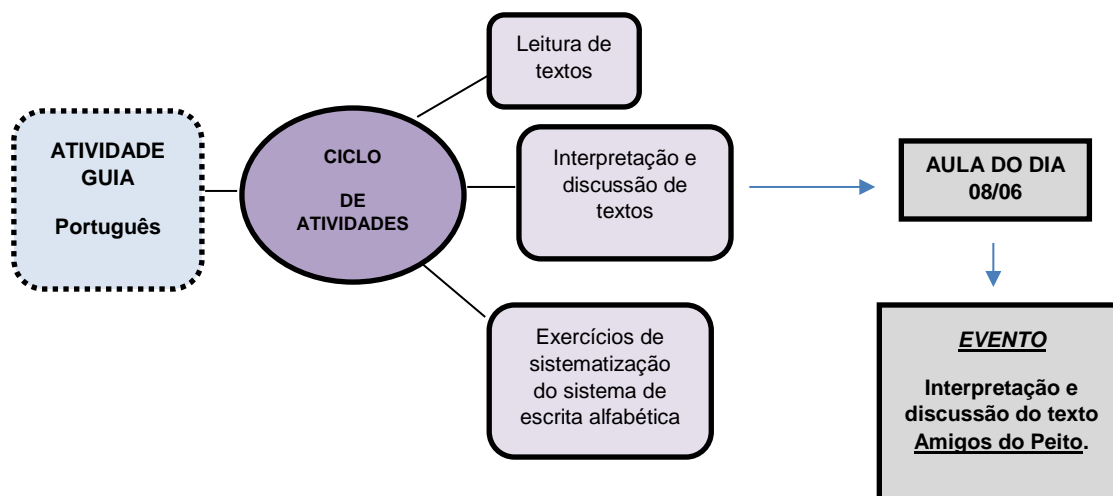 ATIVIDADE
GUIA
Português
CICLO
DE
ATIVIDADES
Leitura de
textos
Interpretação e
discussão de
textos
Exercícios de
sistematização
do sistema de
escrita alfabética
AULA DO DIA
08/06
EVENTO
Interpretação e
discussão do texto
Amigos do Peito.